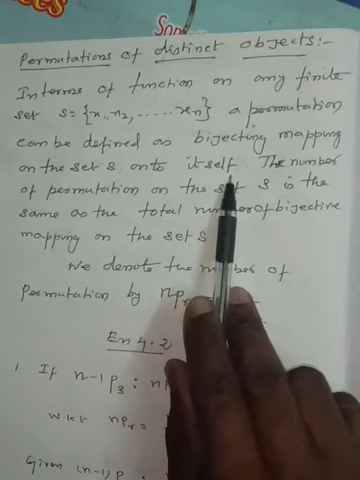 Permutations of distinct objects:-
Interms of function on any finite
set S={x1, x2, ...... xn} a permutation
can be defined as bijecting mapping
on the set S onto itself. The number
of permutation on the set S is the
same as the total number of bijective
mapping on the set S
We denote the number of
Permutation by nPr
Ex 4.2
1. If n-1P3 :
WKT nPr =
Given (n-1)P